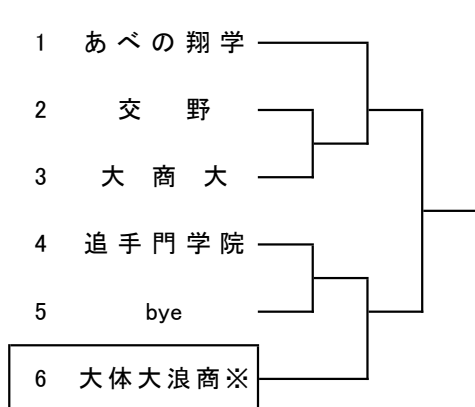 1 あべの翔学
2 交野
3 大商大
4 追手門学院
5 bye
6 大体大浪商※